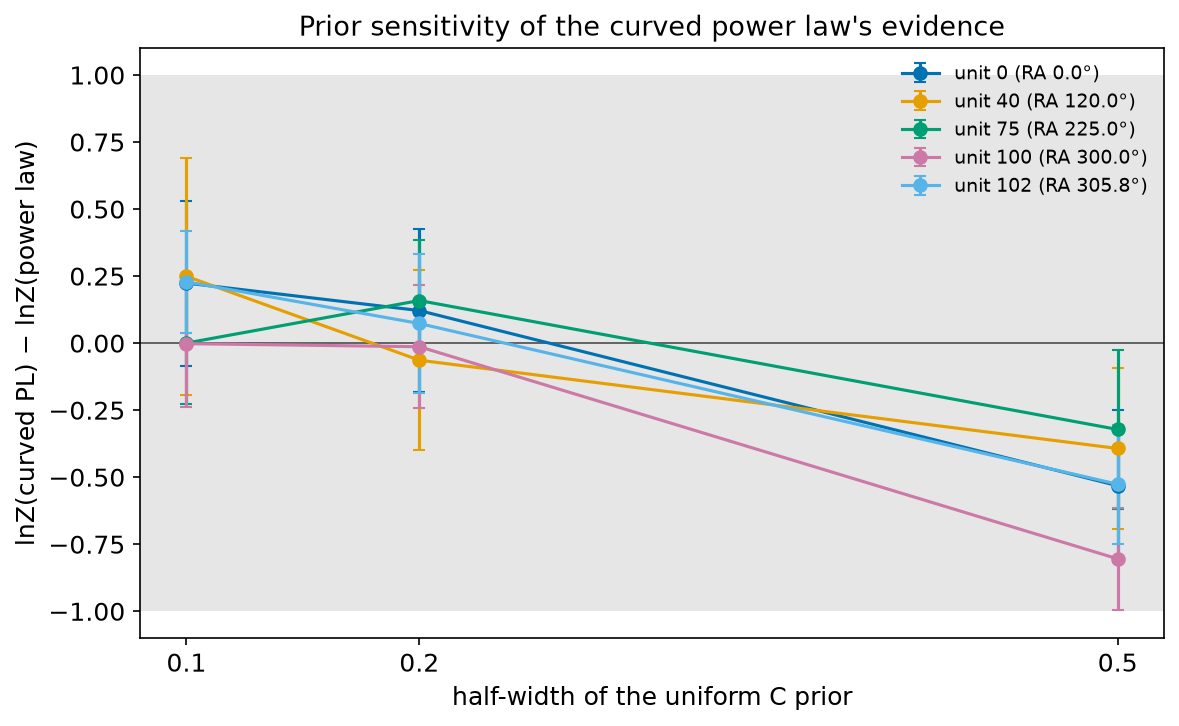 Prior sensitivity of the curved power law's evidence
lnZ(curved PL) − lnZ(power law)
1.00
0.75
0.50
0.25
0.00
−0.25
−0.50
−0.75
−1.00
unit 0 (RA 0.0°)
unit 40 (RA 120.0°)
unit 75 (RA 225.0°)
unit 100 (RA 300.0°)
unit 102 (RA 305.8°)
0.1 0.2 0.5
half-width of the uniform C prior